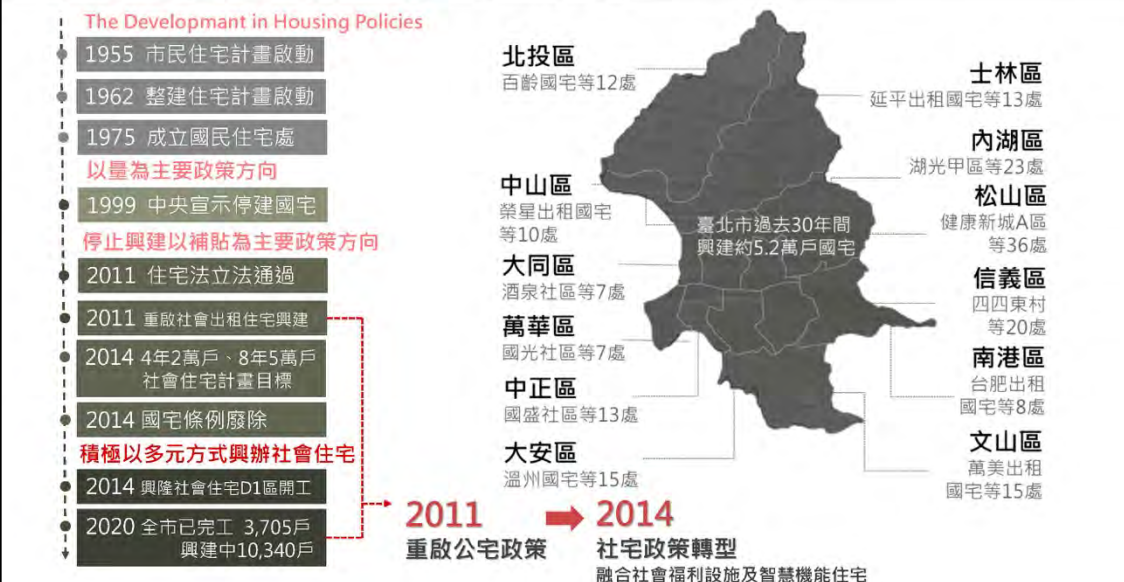 The Developmant in Housing Policies
1955 市民住宅計畫啟動
1962 整建住宅計畫啟動
1975 成立國民住宅處
以量為主要政策方向
1999 中央宣示停建國宅
停止興建以補貼為主要政策方向
2011 住宅法立法通過
2011 重啟社會出租住宅興建
2014 4年2萬戶、8年5萬戶
社會住宅計畫目標
2014 國宅條例廢除
積極以多元方式興辦社會住宅
2014 興隆社會住宅D1區開工
2020 全市已完工 3,705戶
興建中10,340戶
2011
重啟公宅政策
2014
社宅政策轉型
融合社會福利設施及智慧機能住宅
北投區
百齡國宅等12處
中山區
榮星出租國宅
等10處
大同區
酒泉社區等7處
萬華區
國光社區等7處
中正區
國盛社區等13處
大安區
溫州國宅等15處
臺北市過去30年間
興建約5.2萬戶國宅
士林區
延平出租國宅等13處
內湖區
湖光甲區等23處
松山區
健康新城A區
等36處
信義區
四四東村
等20處
南港區
台肥出租
國宅等8處
文山區
萬美出租
國宅等15處